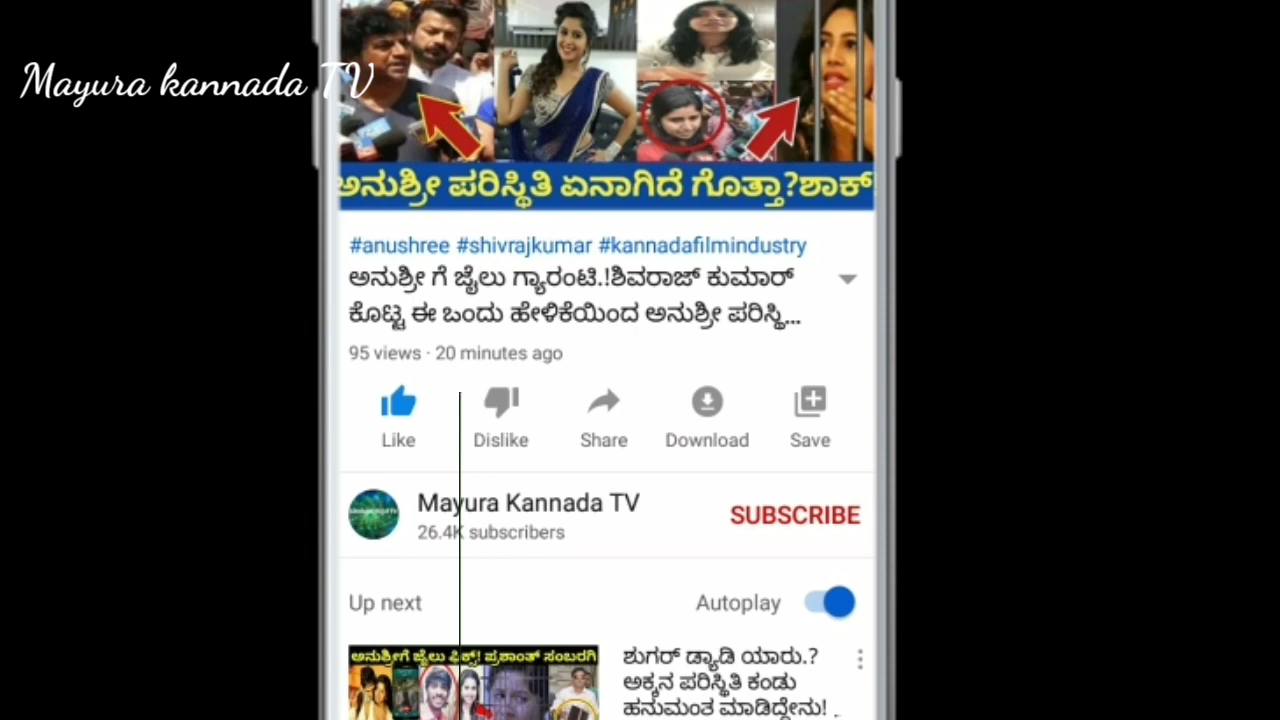 Mayura kannada TV
ಅನುಶ್ರೀ ಪರಿಸ್ಥಿತಿ ಏನಾಗಿದೆ ಗೊತ್ತಾ?ಶಾಕ್
#anushree #shivrajkumar #kannadafilmindustry
ಅನುಶ್ರೀ ಗೆ ಜೈಲು ಗ್ಯಾರಂಟಿ.!ಶಿವರಾಜ್ ಕುಮಾರ್
ಕೊಟ್ಟ ಈ ಒಂದು ಹೇಳಿಕೆಯಿಂದ ಅನುಶ್ರೀ ಪರಿಸ್ಥಿ...
95 views · 20 minutes ago
Like Dislike Share Download Save
Mayura Kannada TV
26.4K subscribers
SUBSCRIBE
Up next Autoplay
ಅನುಶ್ರೀಗೆ ಜೈಲು ಫಿಕ್ಸ್! ಪ್ರಶಾಂತ್ ಸಂಬರಗಿ
ಶುಗರ್ ಡ್ಯಾಡಿ ಯಾರು.?
ಅಕ್ಕನ ಪರಿಸ್ಥಿತಿ ಕಂಡು
ಹನುಮಂತ ಮಾಡಿದ್ದೇನು!